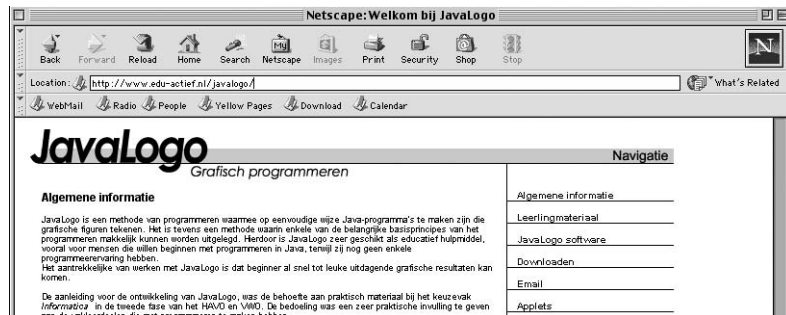 Netscape: Welkom bij JavaLogo
Back Forward Reload Home Search Netscape Images Print Security Shop Stop
My
N
Location: http://www.edu-actief.nl/javalogo/ What's Related
WebMail Radio People Yellow Pages Download Calendar
JavaLogo
Grafisch programmeren
Algemene informatie
JavaLogo is een methode van programmeren waarmee op eenvoudige wijze Java-programma's te maken zijn die
grafische figuren tekenen. Het is tevens een methode waarin enkele van de belangrijke basisprincipes van het
programmeren makkelijk kunnen worden uitgelegd. Hierdoor is JavaLogo zeer geschikt als educatief hulpmiddel,
vooral voor mensen die willen beginnen met programmeren in Java, terwijl zij nog geen enkele
programmeerervaring hebben.
Het aantrekkelijke van werken met JavaLogo is dat beginner al snel tot leuke uitdagende grafische resultaten kan
komen.
De aanleiding voor de ontwikkeling van JavaLogo, was de behoefte aan praktisch materiaal bij het keuzevak
Informatica in de tweede fase van het HAVO en VWO. De bedoeling was een zeer praktische invulling te geven
Navigatie
Algemene informatie
Leerlingmateriaal
JavaLogo software
Downloaden
Email
Applets